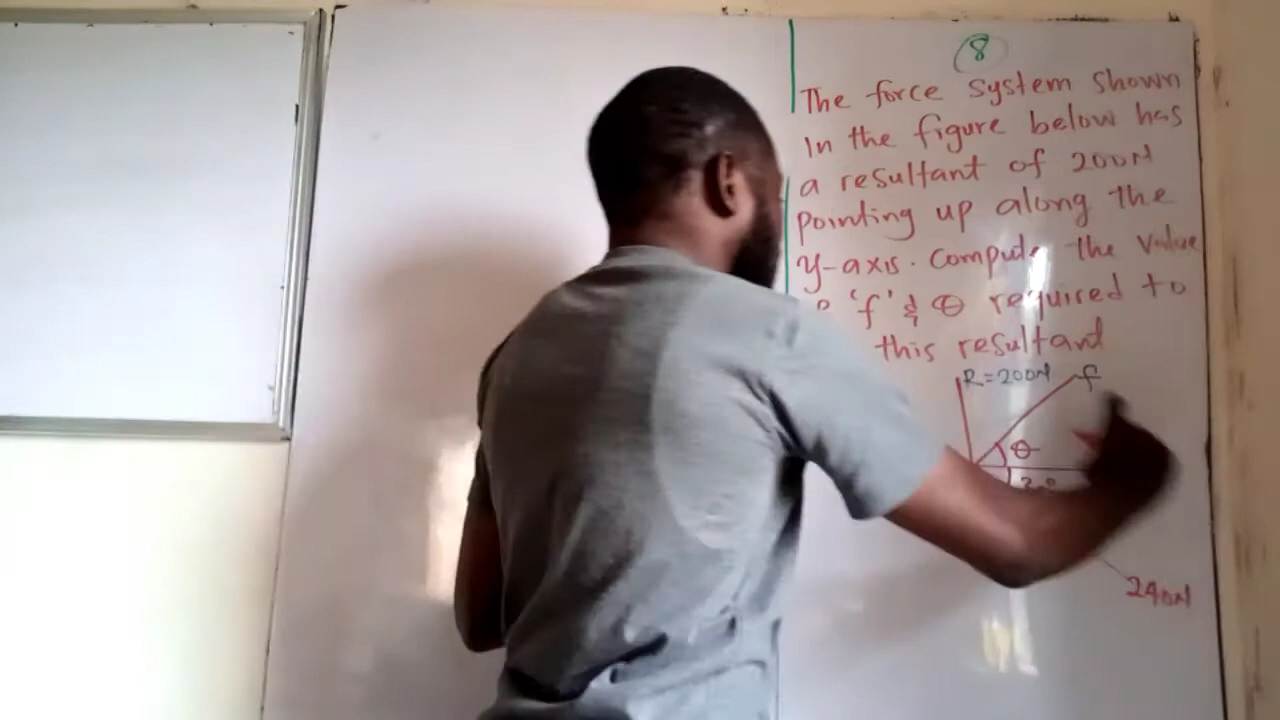 8
The force system shown
In the figure below has
a resultant of 200N
pointing up along the
y-axis. Compute the value
'f' & θ required to
this resultant
R=200N f
θ
240N